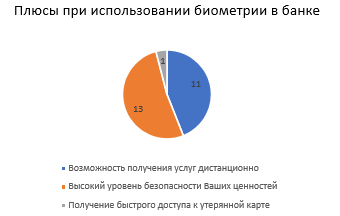 Плюсы при использовании биометрии в банке
1
11
13
Возможность получения услуг дистанционно
Высокий уровень безопасности Ваших ценностей
Получение быстрого доступа к утерянной карте